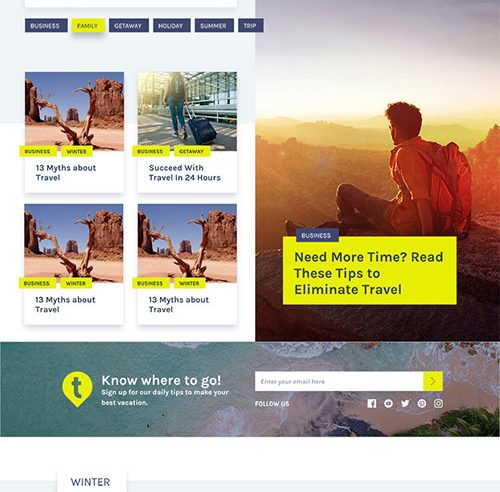 BUSINESS FAMILY GETAWAY HOLIDAY SUMMER TRIP
BUSINESS WINTER
13 Myths about
Travel
BUSINESS GETAWAY
Succeed With
Travel In 24 Hours
BUSINESS WINTER
13 Myths about
Travel
BUSINESS WINTER
13 Myths about
Travel
BUSINESS
Need More Time? Read
These Tips to
Eliminate Travel
t
Know where to go!
Sign up for our daily tips to make your
best vacation.
Enter your email here
FOLLOW US
WINTER